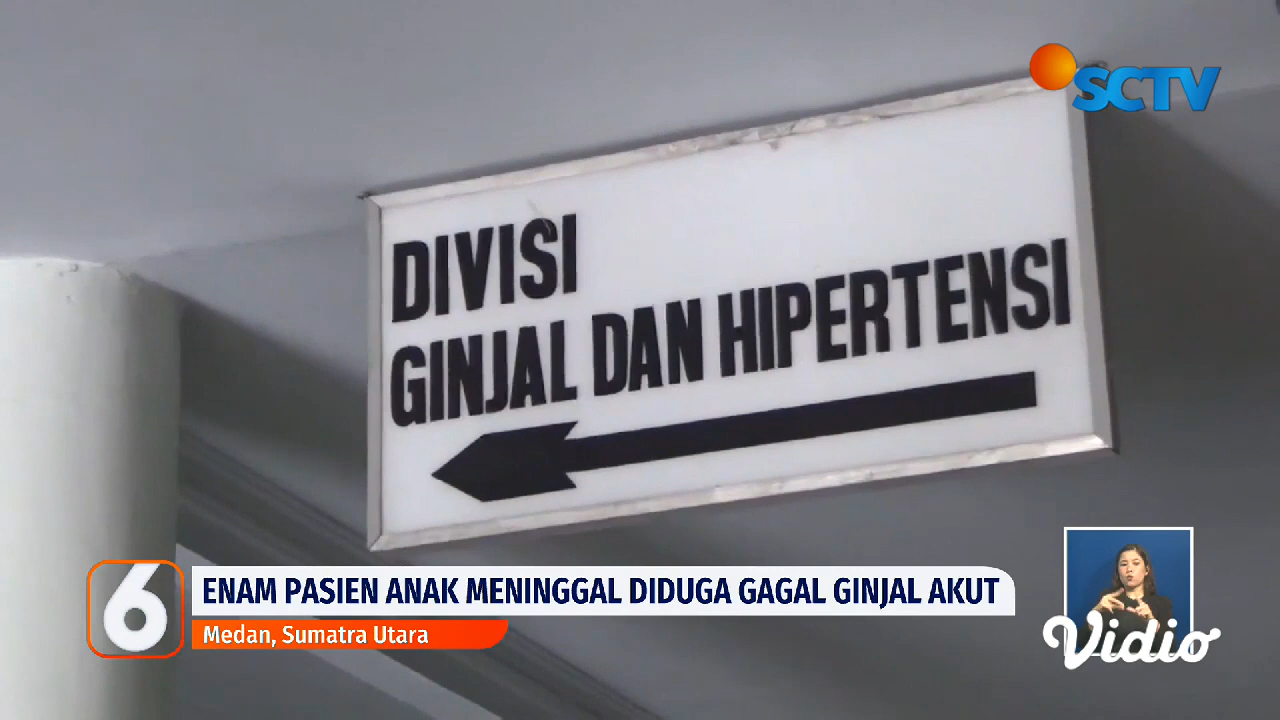 SCTV
DIVISI
GINJAL DAN HIPERTENSI
6
ENAM PASIEN ANAK MENINGGAL DIDUGA GAGAL GINJAL AKUT
Medan, Sumatra Utara
Vidio